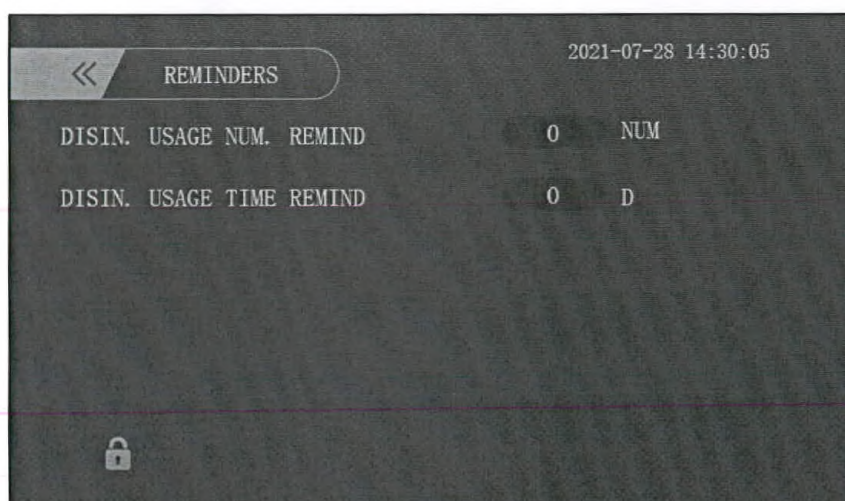 2021-07-28 14:30:05
REMINDERS
DISIN. USAGE NUM. REMIND 0 NUM
DISIN. USAGE TIME REMIND 0 D